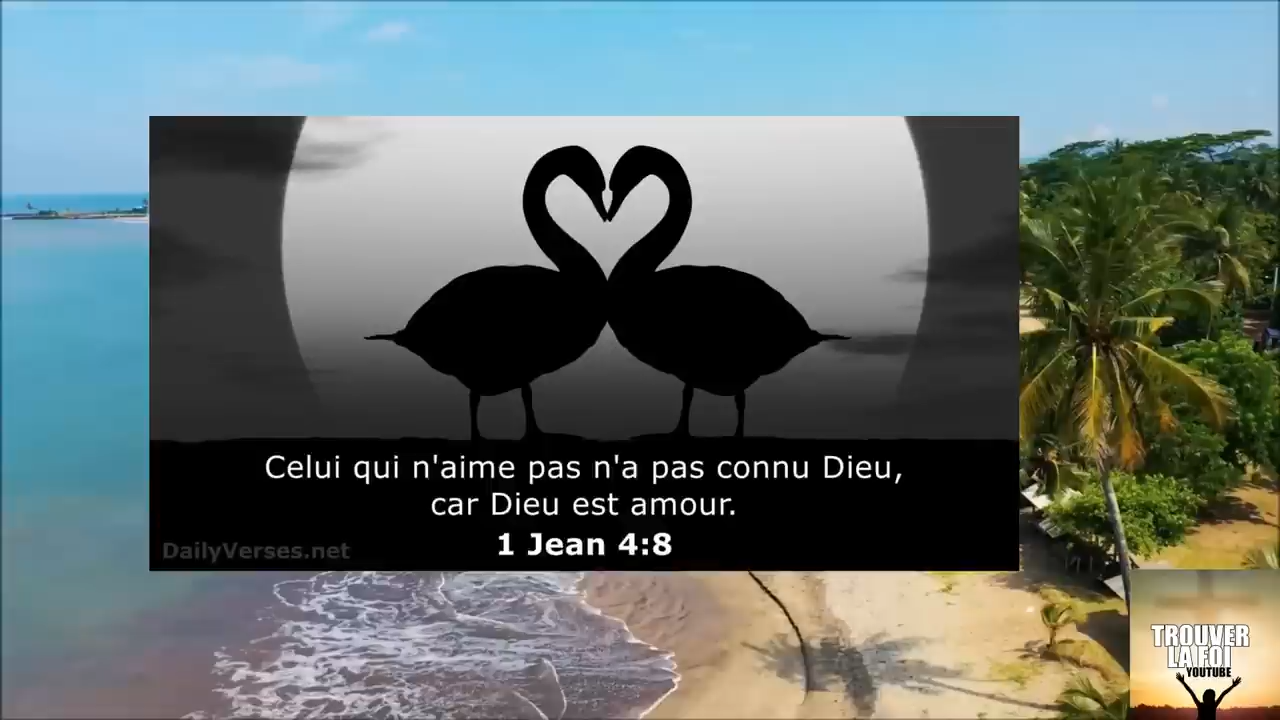 Celui qui n'aime pas n'a pas connu Dieu,
car Dieu est amour.
1 Jean 4:8
DailyVerses.net
TROUVER
LA FOI
YOUTUBE